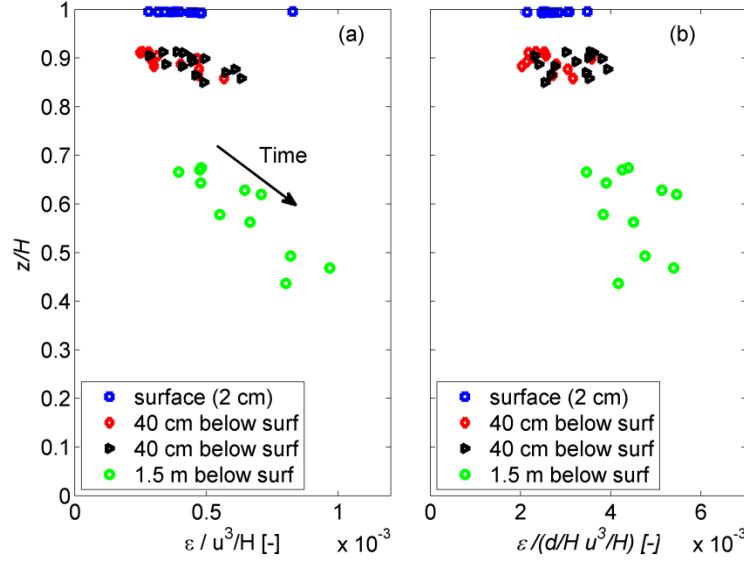 (a)
(b)
1
0.9
0.8
0.7
0.6
0.5
0.4
0.3
0.2
0.1
0
z/H
Time
surface (2 cm)
40 cm below surf
40 cm below surf
1.5 m below surf
surface (2 cm)
40 cm below surf
40 cm below surf
1.5 m below surf
0 0.5 1
x 10⁻³
ε / u³/H [-]
0 2 4 6
x 10⁻³
ε /(d/H u³/H) [-]